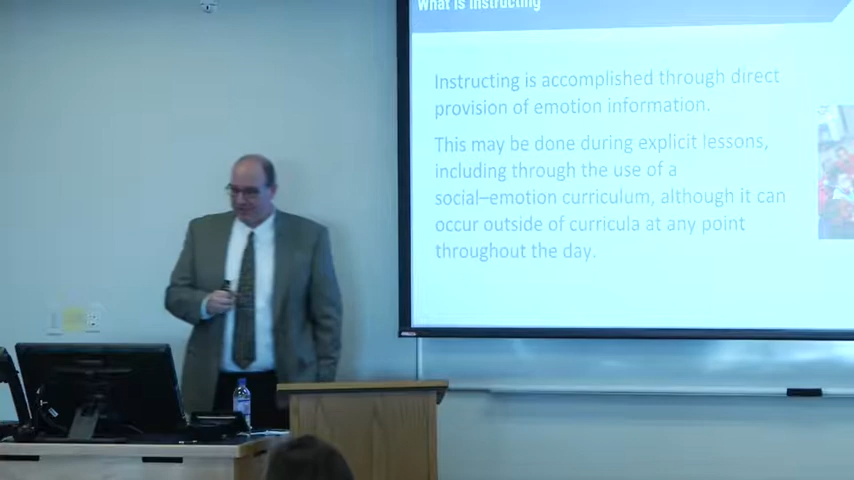 What is Instructing
Instructing is accomplished through direct
provision of emotion information.
This may be done during explicit lessons,
including through the use of a
social–emotion curriculum, although it can
occur outside of curricula at any point
throughout the day.